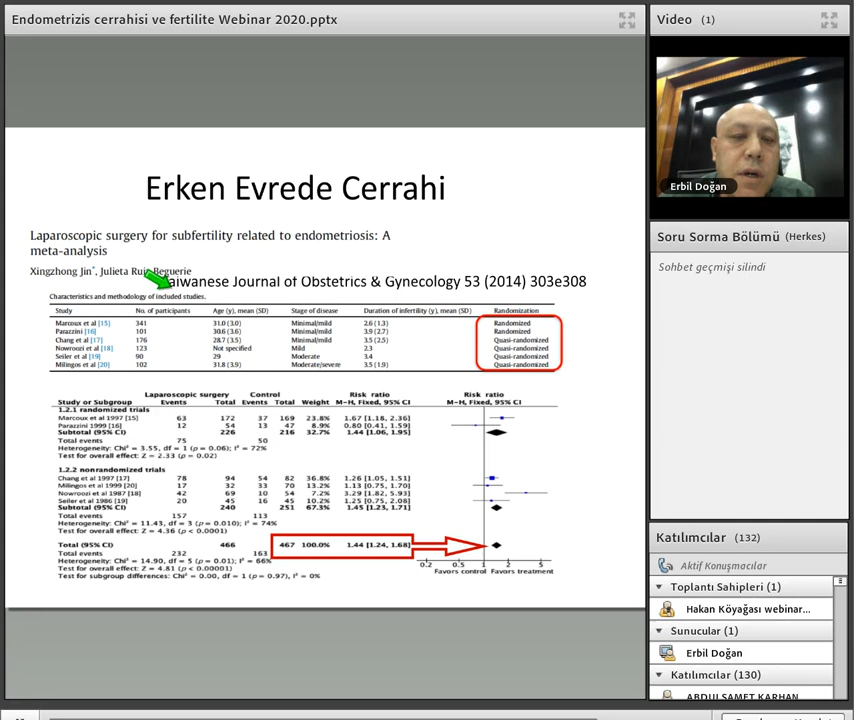 Endometrizis cerrahisi ve fertilite Webinar 2020.pptx
Erken Evrede Cerrahi
Laparoscopic surgery for subfertility related to endometriosis: A
meta-analysis
Xingzhong Jin*, Julieta Ruiz Beguerie
Taiwanese Journal of Obstetrics & Gynecology 53 (2014) 303e308
Characteristics and methodology of included studies.
Study No. of participants Age (y), mean (SD) Stage of disease Duration of infertility (y), mean (SD) Randomization
Marcoux et al [15] 341 31.0 (3.0) Minimal/mild 2.6 (1.3) Randomized
Parazzini [16] 101 30.6 (3.6) Minimal/mild 3.9 (2.7) Randomized
Chang et al [17] 176 28.7 (3.5) Minimal/mild 3.5 (2.5) Quasi-randomized
Nowroozi et al [18] 123 Not specified Mild 2.3 Quasi-randomized
Seiler et al [19] 90 29 Moderate 3.4 Quasi-randomized
Milingos et al [20] 102 31.8 (3.9) Moderate/severe 3.5 (1.9) Quasi-randomized
Laparoscopic surgery Control Risk ratio Risk ratio
Study or Subgroup Events Total Events Total Weight M-H, Fixed, 95% CI M-H, Fixed, 95% CI
1.2.1 randomized trials
Marcoux et al 1997 [15] 63 172 37 169 23.8% 1.67 [1.18, 2.36]
Parazzini 1999 [16] 12 54 13 47 8.9% 0.80 [0.41, 1.59]
Subtotal (95% CI) 226 216 32.7% 1.44 [1.06, 1.95]
Total events 75 50
Heterogeneity: Chi² = 3.55, df = 1 (p = 0.06); I² = 72%
Test for overall effect: Z = 2.33 (p = 0.02)
1.2.2 nonrandomized trials
Chang et al 1997 [17] 78 94 54 82 36.8% 1.26 [1.05, 1.51]
Milingos et al 1999 [20] 17 32 33 70 13.2% 1.13 [0.75, 1.70]
Nowroozi et al 1987 [18] 42 69 10 54 7.2% 3.29 [1.82, 5.93]
Seiler et al 1986 [19] 20 45 16 45 10.2% 1.25 [0.75, 2.08]
Subtotal (95% CI) 240 251 67.3% 1.45 [1.23, 1.71]
Total events 157 113
Heterogeneity: Chi² = 11.43, df = 3 (p = 0.010); I² = 74%
Test for overall effect: Z = 4.36 (p < 0.0001)
Total (95% CI) 466 467 100.0% 1.44 [1.24, 1.68]
Total events 232 163
Heterogeneity: Chi² = 14.90, df = 5 (p = 0.01); I² = 66%
Test for overall effect: Z = 4.81 (p < 0.00001)
Test for subgroup differences: Chi² = 0.00, df = 1 (p = 0.97), I² = 0%
0.2 0.5 1 2 5
Favors control Favors treatment
Video (1)
Erbil Doğan
Soru Sorma Bölümü (Herkes)
Sohbet geçmişi silindi
Katılımcılar (132)
Aktif Konuşmacılar
Toplantı Sahipleri (1)
Hakan Köyağası webinar...
Sunucular (1)
Erbil Doğan
Katılımcılar (130)
ABDULSAMET KARHAN